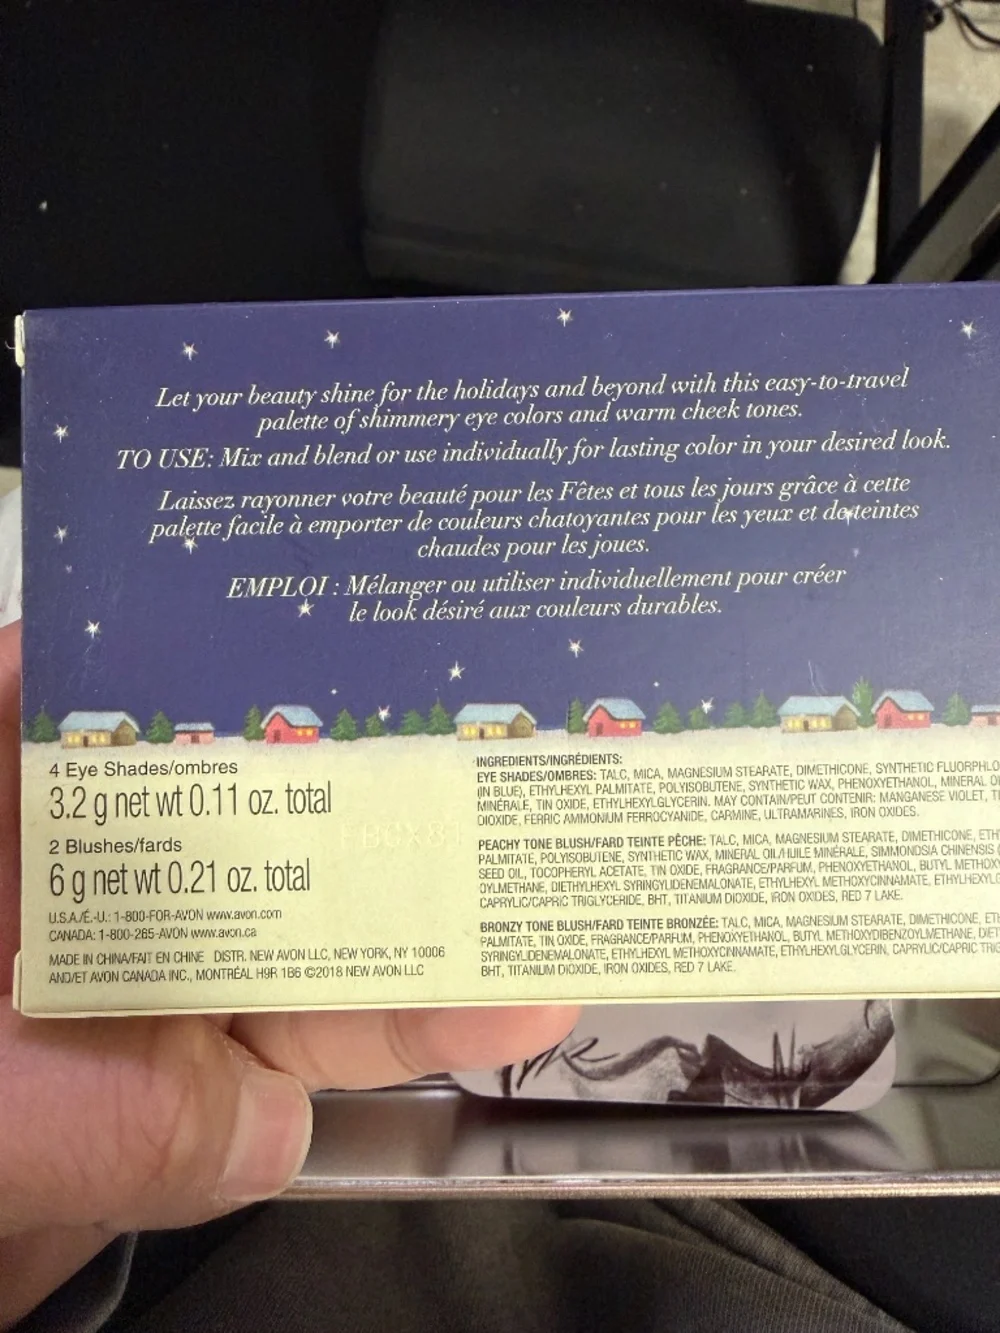 Let your beauty shine for the holidays and beyond with this easy-to-travel
palette of shimmery eye colors and warm cheek tones.
TO USE: Mix and blend or use individually for lasting color in your desired look.
Laissez rayonner votre beauté pour les Fêtes et tous les jours grâce à cette
palette facile à emporter de couleurs chatoyantes pour les yeux et de teintes
chaudes pour les joues.
EMPLOI : Mélanger ou utiliser individuellement pour créer
le look désiré aux couleurs durables.
4 Eye Shades/ombres
3.2 g net wt 0.11 oz. total
2 Blushes/fards
6 g net wt 0.21 oz. total
U.S.A./É.-U.: 1-800-FOR-AVON www.avon.com
CANADA: 1-800-265-AVON www.avon.ca
MADE IN CHINA/FAIT EN CHINE DISTR. NEW AVON LLC, NEW YORK, NY 10006
AND/ET AVON CANADA INC., MONTRÉAL H9R 1B6 ©2018 NEW AVON LLC
INGREDIENTS/INGRÉDIENTS:
EYE SHADES/OMBRES: TALC, MICA, MAGNESIUM STEARATE, DIMETHICONE, SYNTHETIC FLUORPHLO
(IN BLUE), ETHYLHEXYL PALMITATE, POLYISOBUTENE, SYNTHETIC WAX, PHENOXYETHANOL, MINERAL
MINÉRALE, TIN OXIDE, ETHYLHEXYLGLYCERIN. MAY CONTAIN/PEUT CONTENIR: MANGANESE VIOLET,
DIOXIDE, FERRIC AMMONIUM FERROCYANIDE, CARMINE, ULTRAMARINES, IRON OXIDES.
PEACHY TONE BLUSH/FARD TEINTE PÊCHE: TALC, MICA, MAGNESIUM STEARATE, DIMETHICONE, ETH
PALMITATE, POLYISOBUTENE, SYNTHETIC WAX, MINERAL OIL/HUILE MINÉRALE, SIMMONDSIA CHINENSIS
SEED OIL, TOCOPHERYL ACETATE, TIN OXIDE, FRAGRANCE/PARFUM, PHENOXYETHANOL, BUTYL METHOXY
OYLMETHANE, DIETHYLHEXYL SYRINGYLIDENEMALONATE, ETHYLHEXYL METHOXYCINNAMATE, ETHYLHEXYLG
CAPRYLIC/CAPRIC TRIGLYCERIDE, BHT, TITANIUM DIOXIDE, IRON OXIDES, RED 7 LAKE.
BRONZY TONE BLUSH/FARD TEINTE BRONZÉE: TALC, MICA, MAGNESIUM STEARATE, DIMETHICONE,
PALMITATE, TIN OXIDE, FRAGRANCE/PARFUM, PHENOXYETHANOL, BUTYL METHOXYDIBENZOYLMETHANE,
SYRINGYLIDENEMALONATE, ETHYLHEXYL METHOXYCINNAMATE, ETHYLHEXYLGLYCERIN, CAPRYLIC/CAPRIC
BHT, TITANIUM DIOXIDE, IRON OXIDES, RED 7 LAKE.